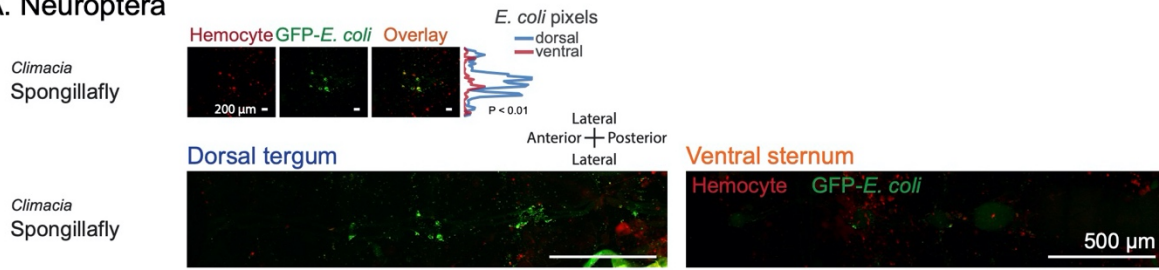 . Neuroptera
E. coli pixels
dorsal
ventral
Hemocyte GFP-E. coli Overlay
Climacia
Spongillafly
200 µm
P < 0.01
Lateral
Anterior Posterior
Lateral
Dorsal tergum
Ventral sternum
Climacia
Spongillafly
Hemocyte GFP-E. coli
500 µm